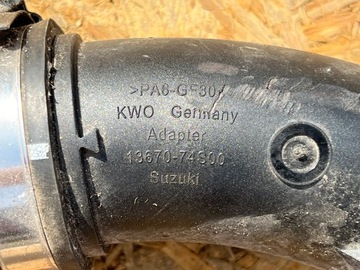 >PA6-GF30<
KWO Germany
Adapter
13670-74S00
Suzuki